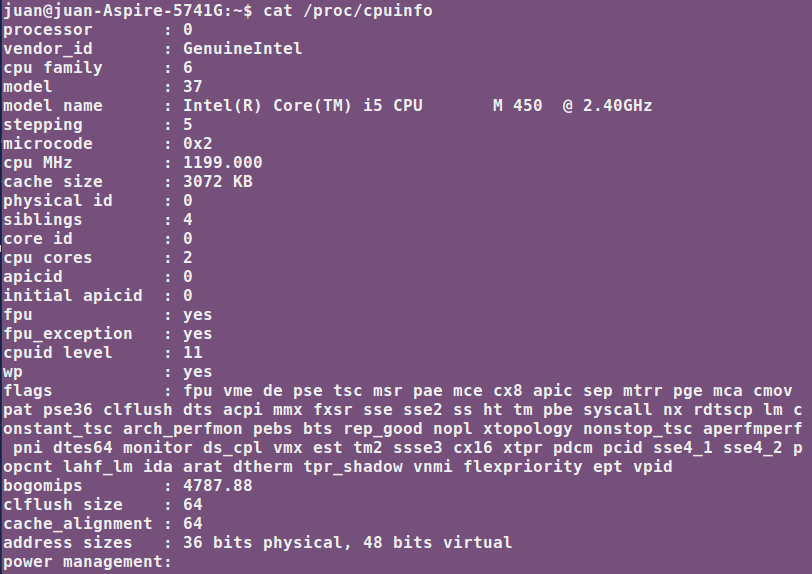 juan@juan-Aspire-5741G:~$ cat /proc/cpuinfo
processor       : 0
vendor_id       : GenuineIntel
cpu family      : 6
model           : 37
model name      : Intel(R) Core(TM) i5 CPU       M 450  @ 2.40GHz
stepping        : 5
microcode       : 0x2
cpu MHz         : 1199.000
cache size      : 3072 KB
physical id     : 0
siblings        : 4
core id         : 0
cpu cores       : 2
apicid          : 0
initial apicid  : 0
fpu             : yes
fpu_exception   : yes
cpuid level     : 11
wp              : yes
flags           : fpu vme de pse tsc msr pae mce cx8 apic sep mtrr pge mca cmov
pat pse36 clflush dts acpi mmx fxsr sse sse2 ss ht tm pbe syscall nx rdtscp lm c
onstant_tsc arch_perfmon pebs bts rep_good nopl xtopology nonstop_tsc aperfmperf
 pni dtes64 monitor ds_cpl vmx est tm2 ssse3 cx16 xtpr pdcm pcid sse4_1 sse4_2 p
opcnt lahf_lm ida arat dtherm tpr_shadow vnmi flexpriority ept vpid
bogomips        : 4787.88
clflush size    : 64
cache_alignment : 64
address sizes   : 36 bits physical, 48 bits virtual
power management: